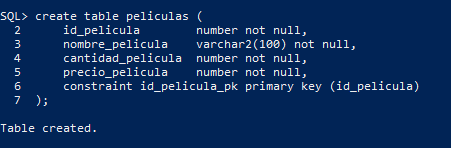 SQL> create table peliculas (
  2      id_pelicula        number not null,
  3      nombre_pelicula    varchar2(100) not null,
  4      cantidad_pelicula  number not null,
  5      precio_pelicula    number not null,
  6      constraint id_pelicula_pk primary key (id_pelicula)
  7  );
Table created.